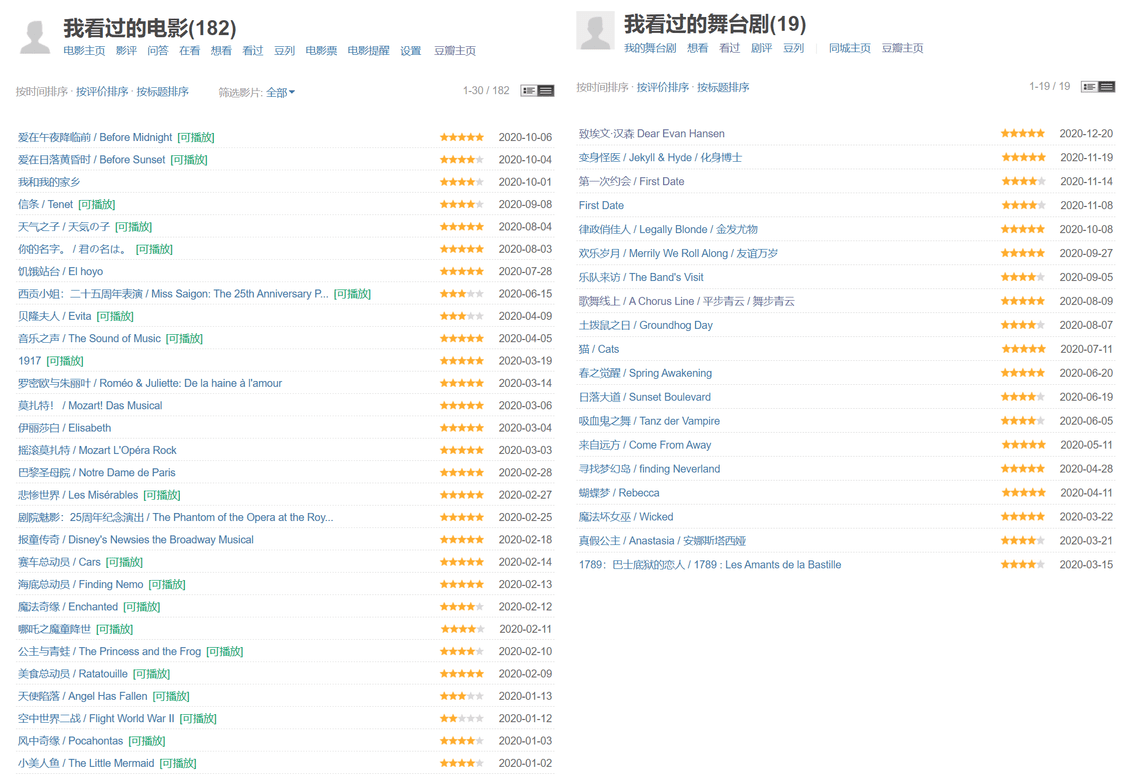 我看过的电影(182)
电影主页 影评 问答 在看 想看 看过 豆列 电影票 电影提醒 设置 豆瓣主页
按时间排序 · 按评价排序 · 按标题排序 筛选影片: 全部 1-30 / 182
爱在午夜降临前 / Before Midnight [可播放] 2020-10-06
爱在日落黄昏时 / Before Sunset [可播放] 2020-10-04
我和我的家乡 2020-10-01
信条 / Tenet [可播放] 2020-09-08
天气之子 / 天気の子 [可播放] 2020-08-04
你的名字。 / 君の名は。 [可播放] 2020-08-03
饥饿站台 / El hoyo 2020-07-28
西贡小姐：二十五周年表演 / Miss Saigon: The 25th Anniversary P... [可播放] 2020-06-15
贝隆夫人 / Evita [可播放] 2020-04-09
音乐之声 / The Sound of Music [可播放] 2020-04-05
1917 [可播放] 2020-03-19
罗密欧与朱丽叶 / Roméo & Juliette: De la haine à l'amour 2020-03-14
莫扎特！ / Mozart! Das Musical 2020-03-06
伊丽莎白 / Elisabeth 2020-03-04
摇滚莫扎特 / Mozart L'Opéra Rock 2020-03-03
巴黎圣母院 / Notre Dame de Paris 2020-02-28
悲惨世界 / Les Misérables [可播放] 2020-02-27
剧院魅影：25周年纪念演出 / The Phantom of the Opera at the Roy... 2020-02-25
报童传奇 / Disney's Newsies the Broadway Musical 2020-02-18
赛车总动员 / Cars [可播放] 2020-02-14
海底总动员 / Finding Nemo [可播放] 2020-02-13
魔法奇缘 / Enchanted [可播放] 2020-02-12
哪吒之魔童降世 [可播放] 2020-02-11
公主与青蛙 / The Princess and the Frog [可播放] 2020-02-10
美食总动员 / Ratatouille [可播放] 2020-02-09
天使陷落 / Angel Has Fallen [可播放] 2020-01-13
空中世界二战 / Flight World War II [可播放] 2020-01-12
风中奇缘 / Pocahontas [可播放] 2020-01-03
小美人鱼 / The Little Mermaid [可播放] 2020-01-02
我看过的舞台剧(19)
我的舞台剧 想看 看过 剧评 豆列 同城主页 豆瓣主页
按时间排序 · 按评价排序 · 按标题排序 1-19 / 19
致埃文·汉森 Dear Evan Hansen 2020-12-20
变身怪医 / Jekyll & Hyde / 化身博士 2020-11-19
第一次约会 / First Date 2020-11-14
First Date 2020-11-08
律政俏佳人 / Legally Blonde / 金发尤物 2020-10-08
欢乐岁月 / Merrily We Roll Along / 友谊万岁 2020-09-27
乐队来访 / The Band's Visit 2020-09-05
歌舞线上 / A Chorus Line / 平步青云 / 舞步青云 2020-08-09
土拨鼠之日 / Groundhog Day 2020-08-07
猫 / Cats 2020-07-11
春之觉醒 / Spring Awakening 2020-06-20
日落大道 / Sunset Boulevard 2020-06-19
吸血鬼之舞 / Tanz der Vampire 2020-06-05
来自远方 / Come From Away 2020-05-11
寻找梦幻岛 / finding Neverland 2020-04-28
蝴蝶梦 / Rebecca 2020-04-11
魔法坏女巫 / Wicked 2020-03-22
真假公主 / Anastasia / 安娜斯塔西娅 2020-03-21
1789：巴士底狱的恋人 / 1789 : Les Amants de la Bastille 2020-03-15